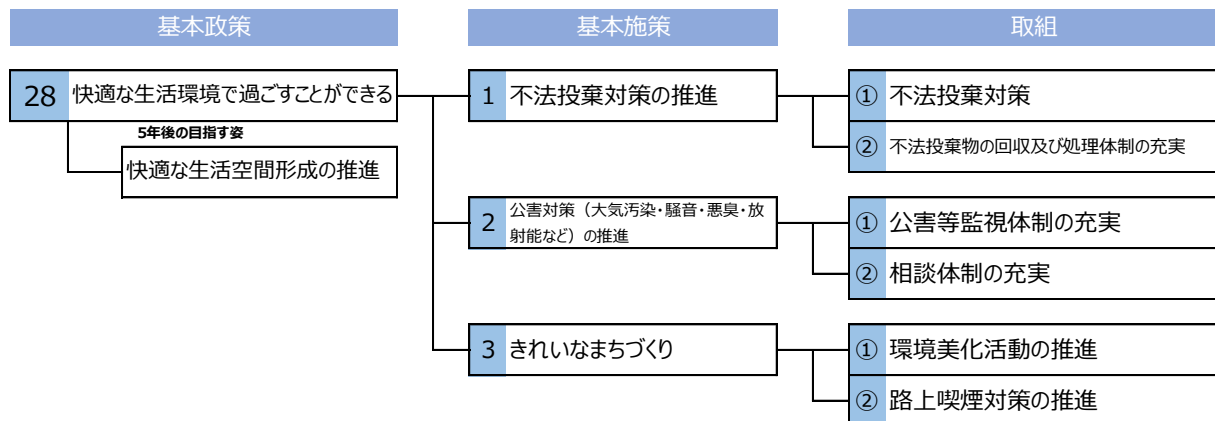 基本政策
基本施策
取組
28 快適な生活環境で過ごすことができる
5年後の目指す姿
快適な生活空間形成の推進
1 不法投棄対策の推進
① 不法投棄対策
② 不法投棄物の回収及び処理体制の充実
2 公害対策（大気汚染・騒音・悪臭・放
射能など）の推進
① 公害等監視体制の充実
② 相談体制の充実
3 きれいなまちづくり
① 環境美化活動の推進
② 路上喫煙対策の推進